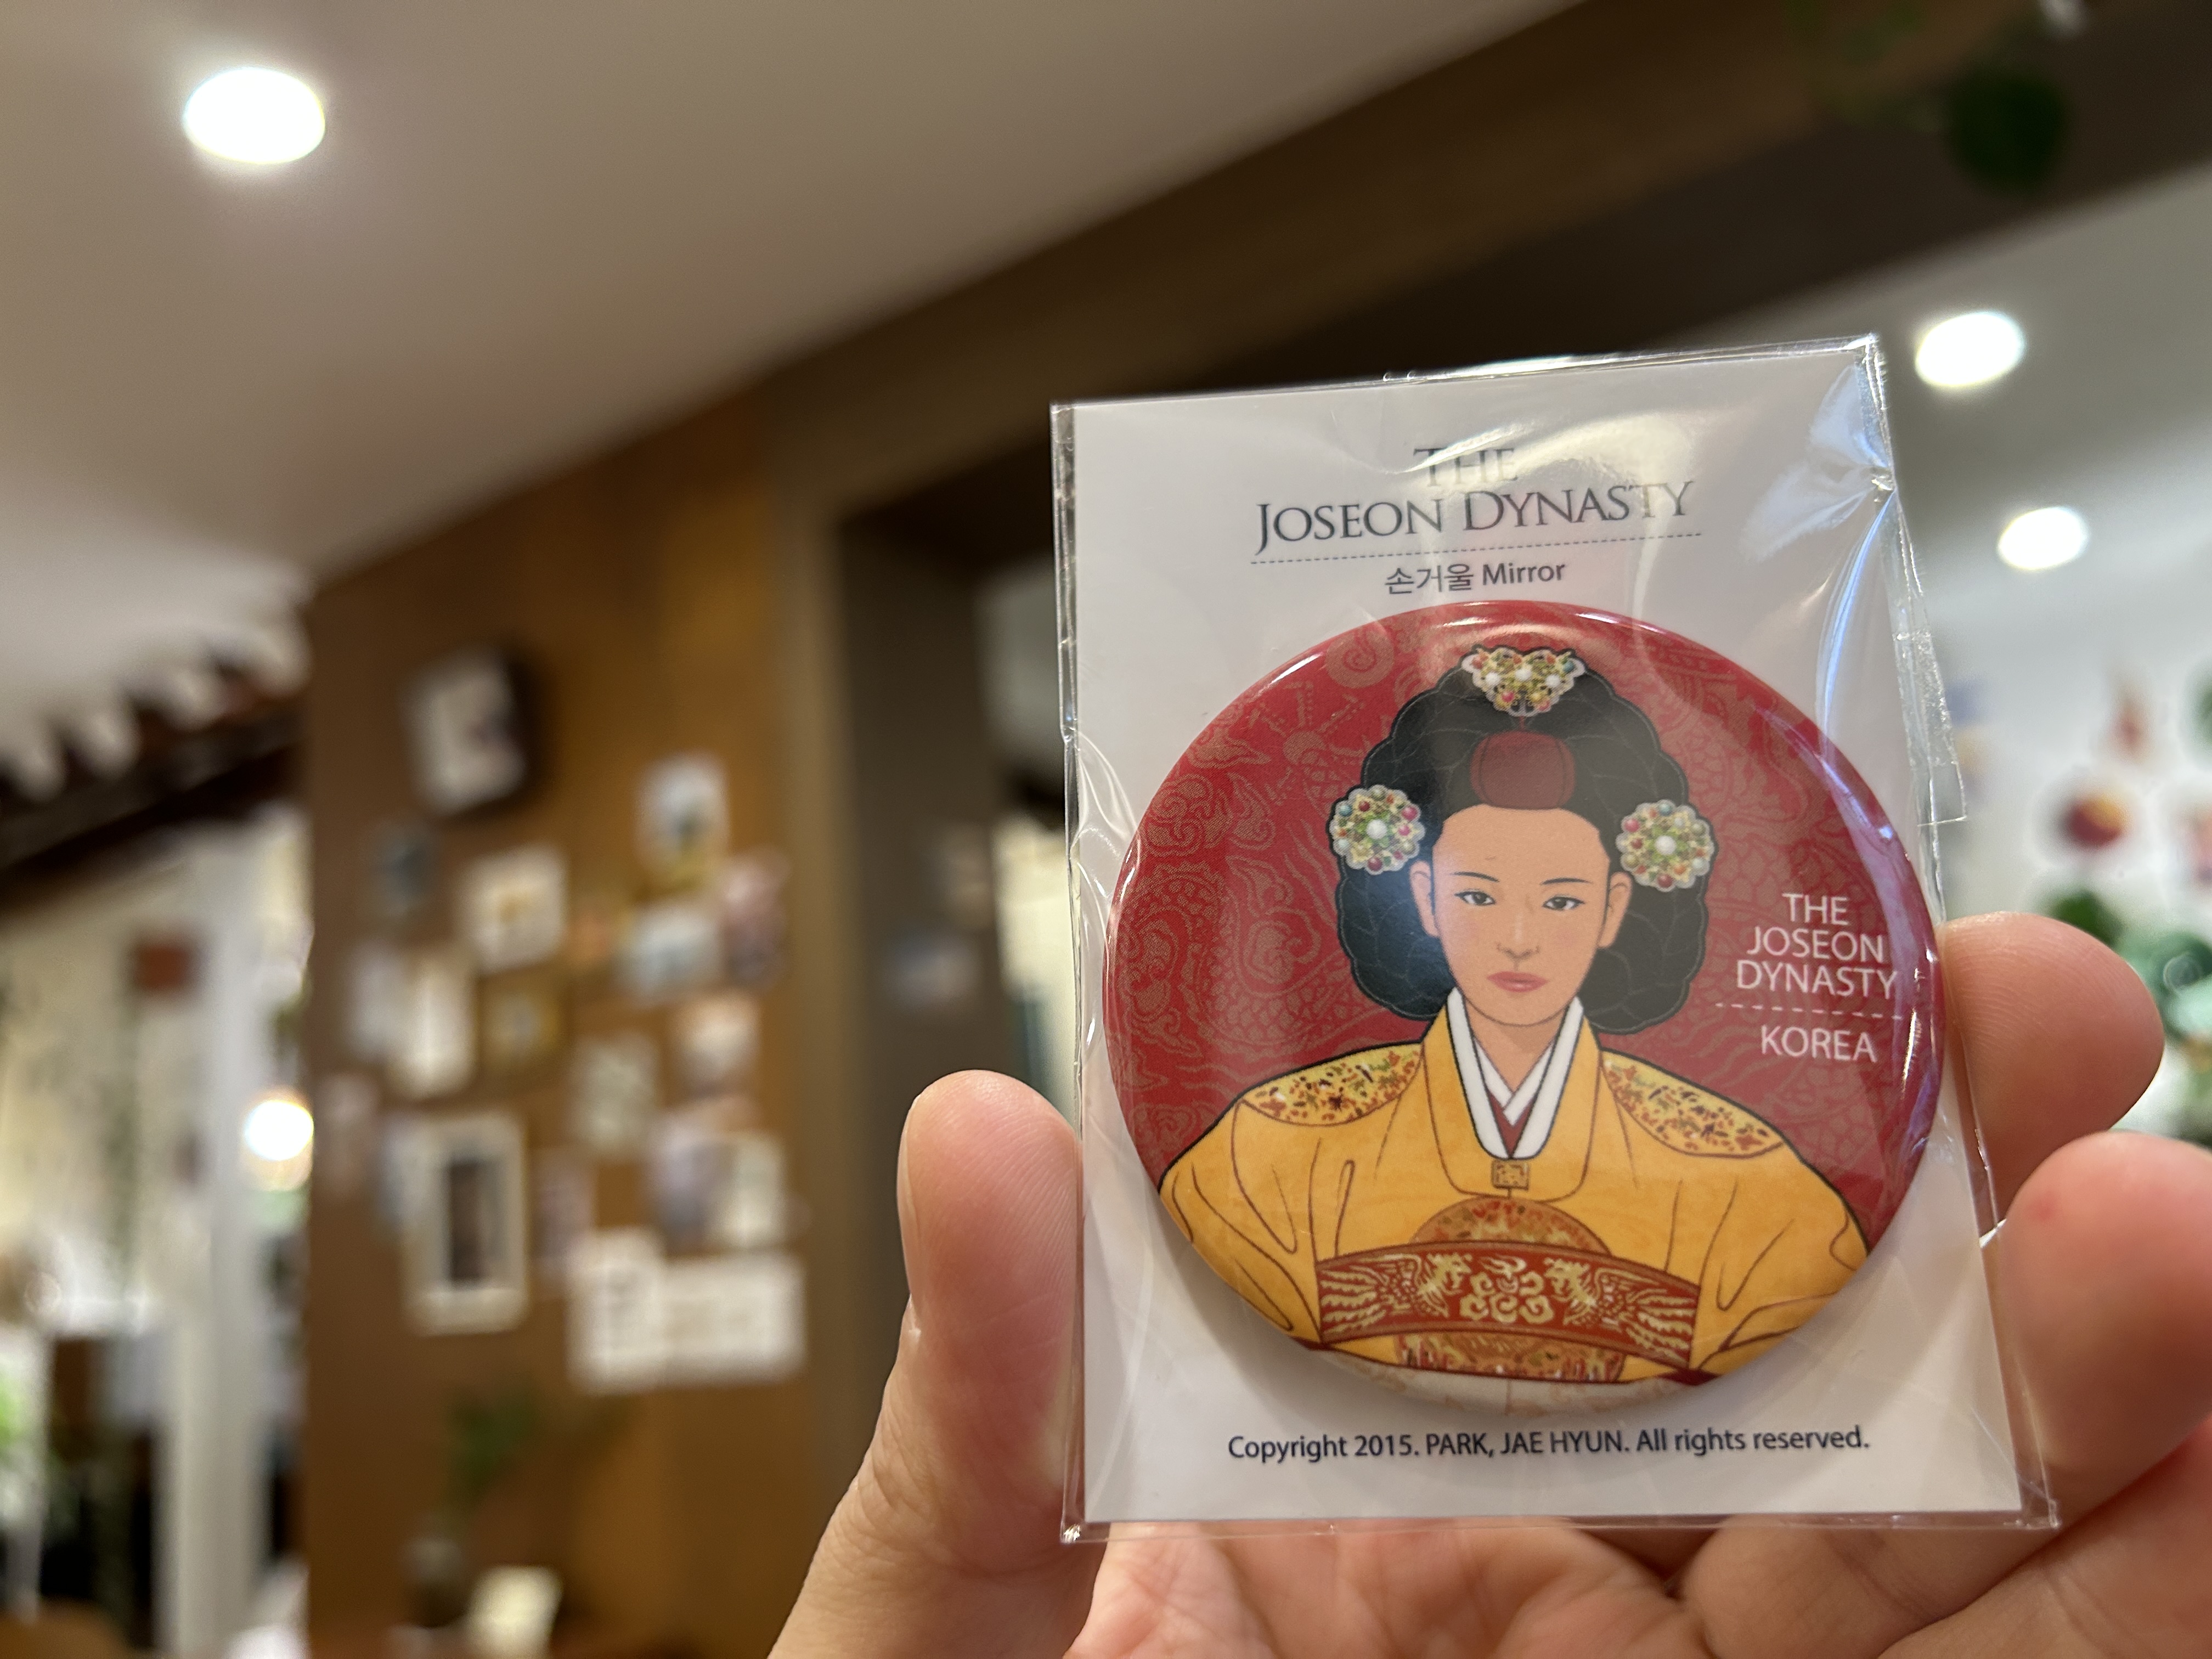 THE
JOSEON DYNASTY
손거울 Mirror
THE
JOSEON
DYNASTY
KOREA
Copyright 2015. PARK, JAE HYUN. All rights reserved.